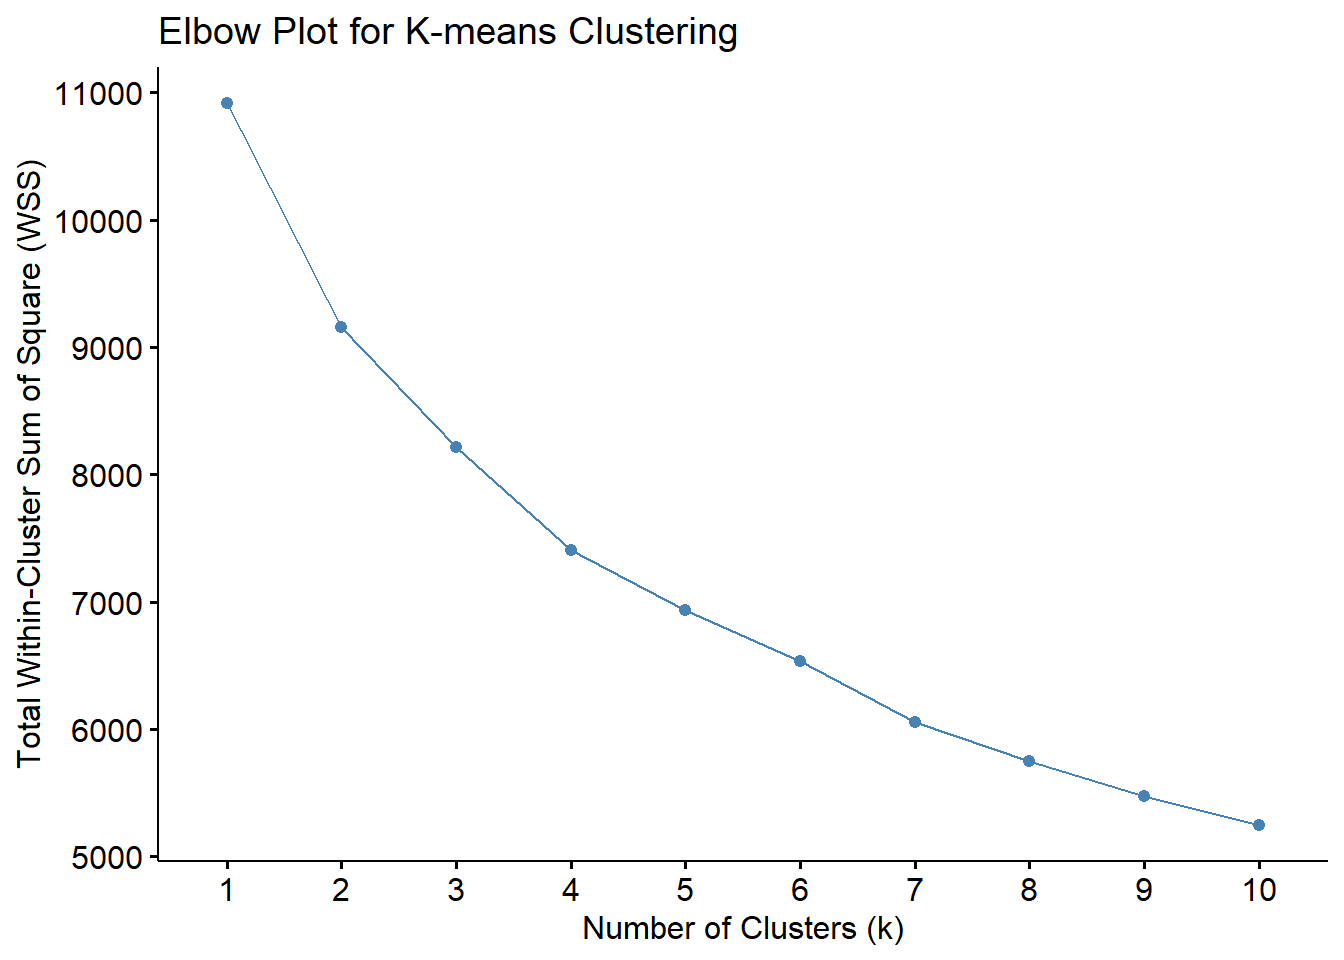 Elbow Plot for K-means Clustering
11000
10000
9000
8000
7000
6000
5000
Total Within-Cluster Sum of Square (WSS)
1 2 3 4 5 6 7 8 9 10
Number of Clusters (k)